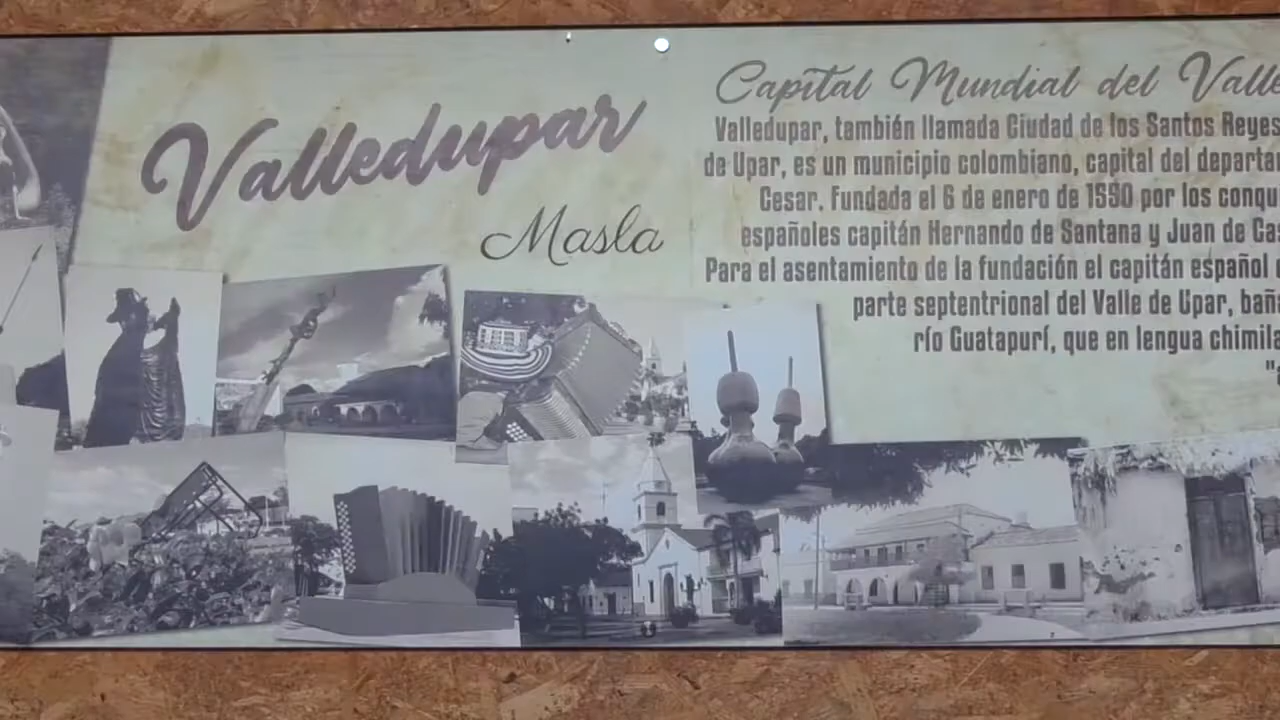 Valledupar
Masla
Capital Mundial del Valle
Valledupar, también llamada Ciudad de los Santos Reyes
de Upar, es un municipio colombiano, capital del departa
Cesar. Fundada el 6 de enero de 1590 por los conqu
españoles capitán Hernando de Santana y Juan de Cas
Para el asentamiento de la fundación el capitán español
parte septentrional del Valle de Upar, bañ
río Guatapurí, que en lengua chimila